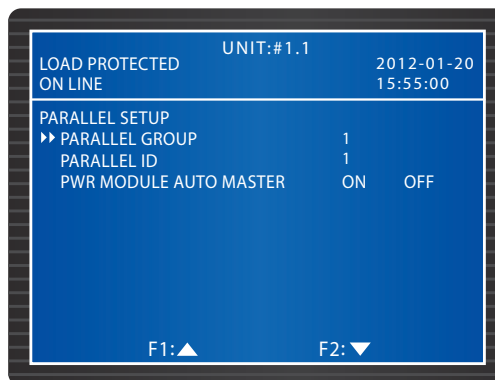 UNIT:#1.1
LOAD PROTECTED 2012-01-20
ON LINE 15:55:00
PARALLEL SETUP
PARALLEL GROUP 1
PARALLEL ID 1
PWR MODULE AUTO MASTER ON OFF
F1:▲ F2:▼